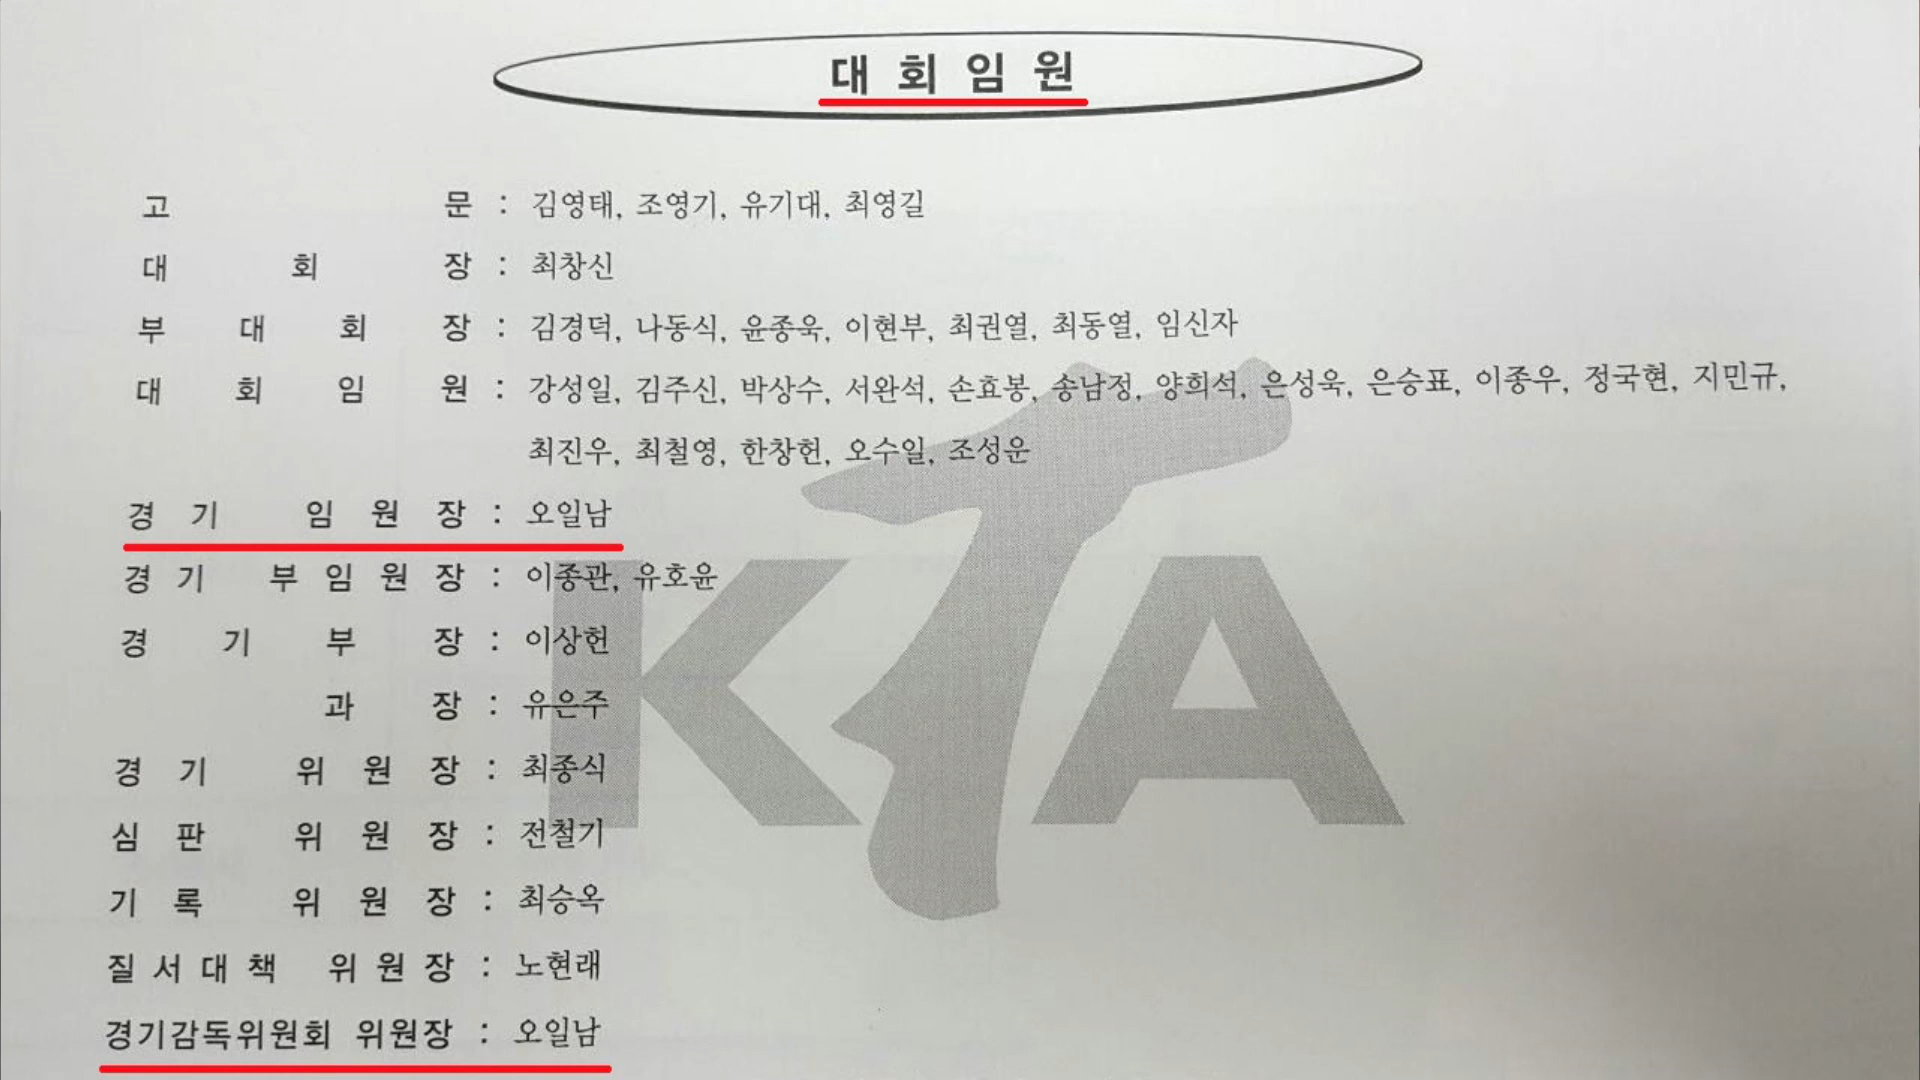 대 회 임 원
고 문 : 김영태, 조영기, 유기대, 최영길
대 회 장 : 최창신
부 대 회 장 : 김경덕, 나동식, 윤종욱, 이현부, 최권열, 최동열, 임신자
대 회 임 원 : 강성일, 김주신, 박상수, 서완석, 손효봉, 송남정, 양희석, 은성욱, 은승표, 이종우, 정국현, 지민규,
최진우, 최철영, 한창헌, 오수일, 조성운
경 기 임 원 장 : 오일남
경 기 부 임 원 장 : 이종관, 유호윤
경 기 부 장 : 이상헌
과 장 : 유은주
경 기 위 원 장 : 최종식
심 판 위 원 장 : 전철기
기 록 위 원 장 : 최승옥
질 서 대 책 위 원 장 : 노현래
경기감독위원회 위원장 : 오일남
KTA